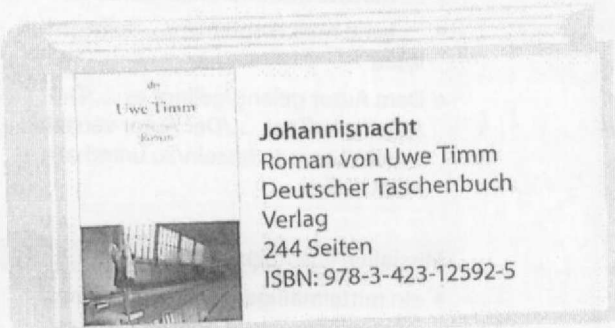 dtv
Uwe Timm
Roman
Johannisnacht
Roman von Uwe Timm
Deutscher Taschenbuch
Verlag
244 Seiten
ISBN: 978-3-423-12592-5